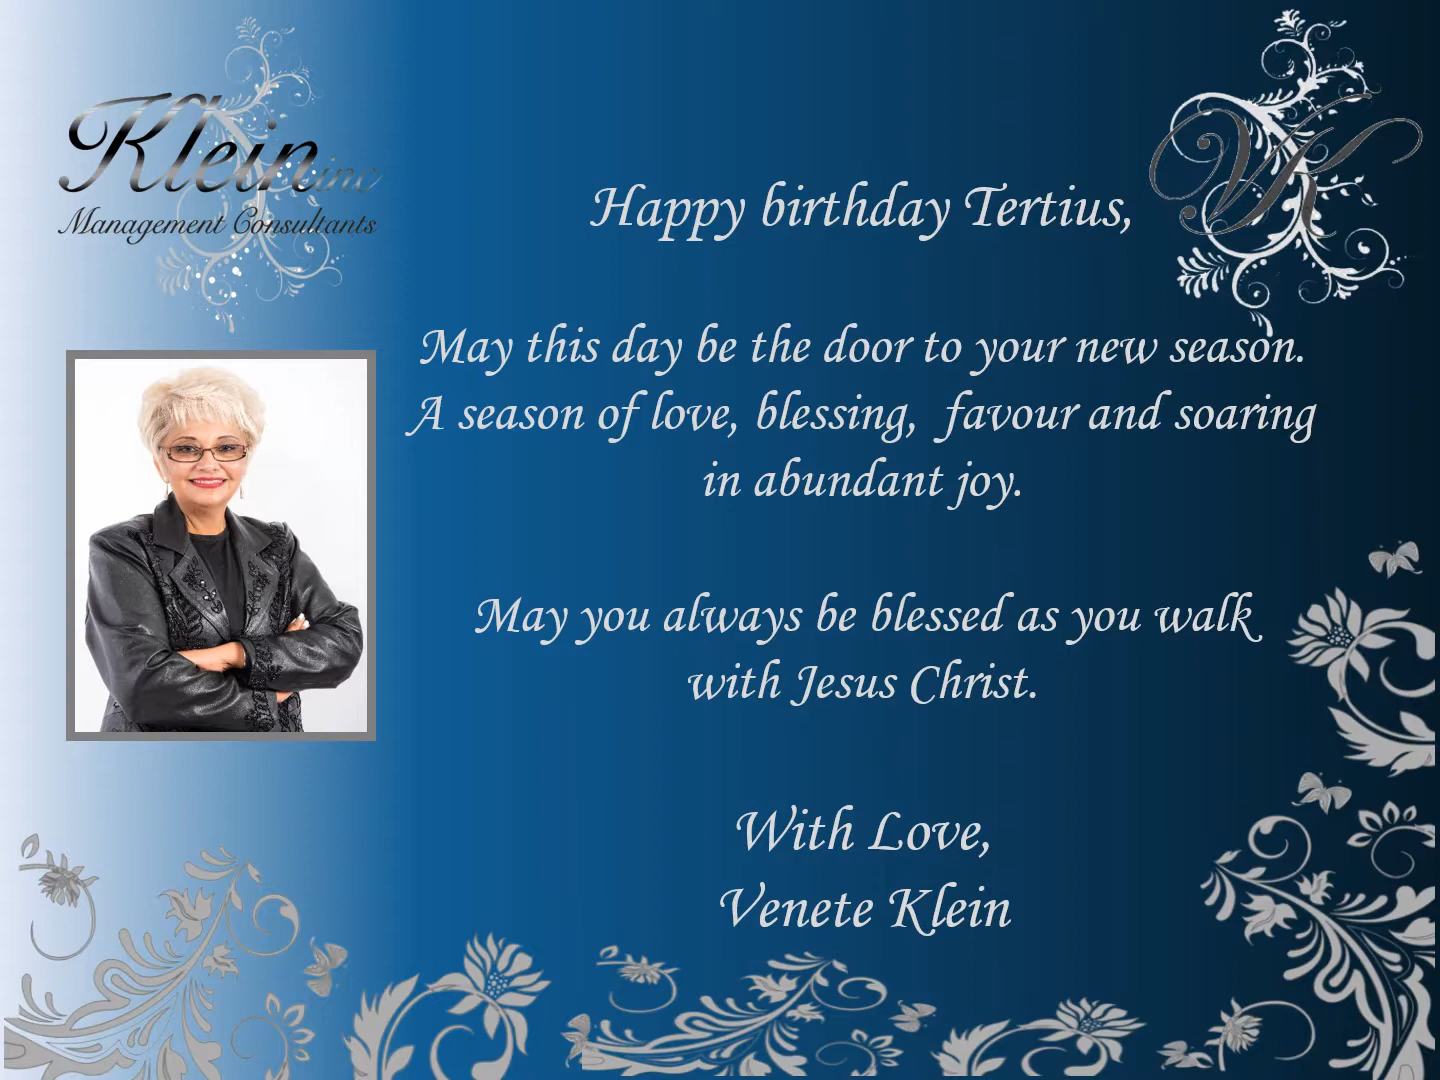 Klein inc
Management Consultants
VK
Happy birthday Tertius,
May this day be the door to your new season.
A season of love, blessing, favour and soaring
in abundant joy.
May you always be blessed as you walk
with Jesus Christ.
With Love,
Venete Klein